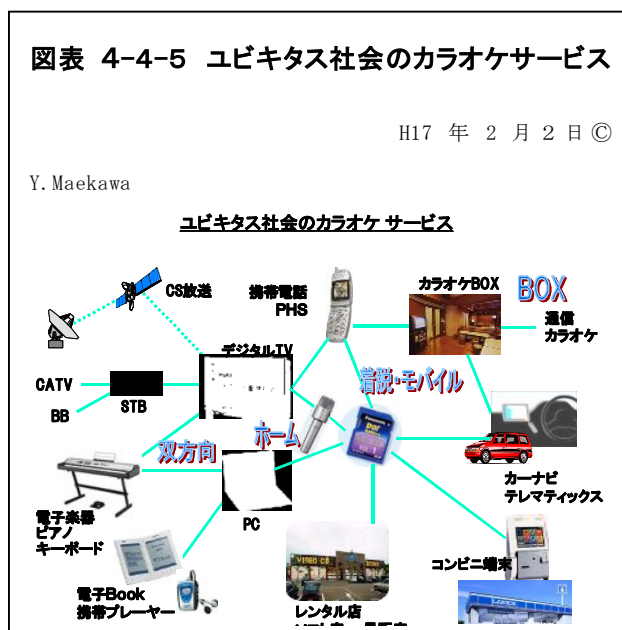 図表 4-4-5 ユビキタス社会のカラオケサービス
H17 年 2 月 2 日 ©
Y.Maekawa
ユビキタス社会のカラオケ サービス
CS放送
携帯電話
PHS
カラオケBOX
BOX
通信
カラオケ
デジタルTV
着脱・モバイル
CATV
BB
STB
双方向
ホーム
PC
電子楽器
ピアノ
キーボード
カーナビ
テレマティックス
電子Book
携帯プレーヤー
VIDEO CD
レンタル店
コンビニ端末
LAWSON